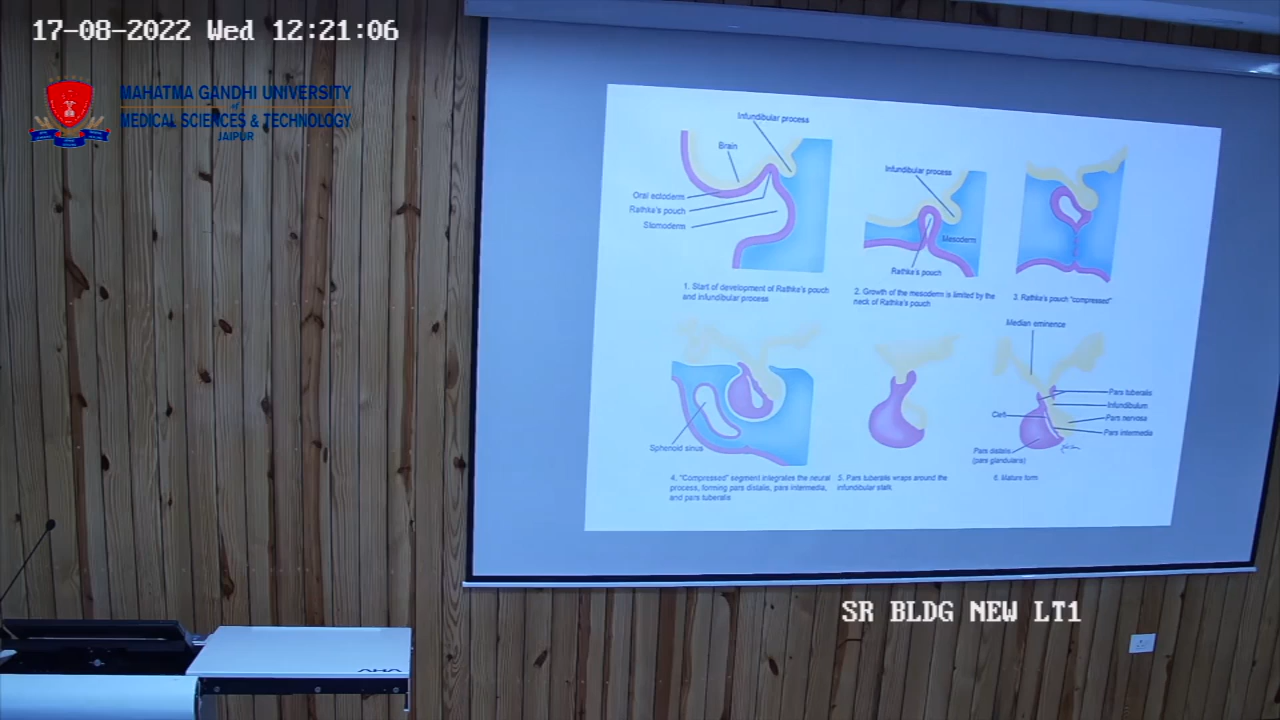 17-08-2022 Wed 12:21:06
MAHATMA GANDHI UNIVERSITY
of
MEDICAL SCIENCES & TECHNOLOGY
JAIPUR
Infundibular process
Brain
Oral ectoderm
Rathke's pouch
Stomoderm
1. Start of development of Rathke's pouch
and infundibular process
Infundibular process
Mesoderm
Rathke's pouch
2. Growth of the mesoderm is limited by the
neck of Rathke's pouch
3. Rathke's pouch "compressed"
Sphenoid sinus
4. "Compressed" segment integrates the neural
process, forming pars distalis, pars intermedia,
and pars tuberalis
5. Pars tuberalis wraps around the
infundibular stalk
Median eminence
Pars tuberalis
Infundibulum
Cleft
Pars nervosa
Pars intermedia
Pars distalis
(pars glandularis)
6. Mature form
SR BLDG NEW LT1
AHA